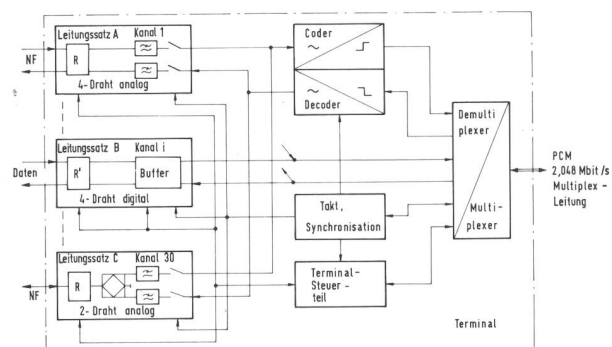 Leitungssatz A Kanal 1
R
NF
4-Draht analog
Coder
Decoder
Leitungssatz B Kanal i
Daten
R'
Buffer
4-Draht digital
Demulti
plexer
Multi-
plexer
PCM
2,048 Mbit/s
Multiplex-
Leitung
Takt,
Synchronisation
Leitungssatz C Kanal 30
NF
R
2-Draht analog
Terminal-
Steuer-
teil
Terminal